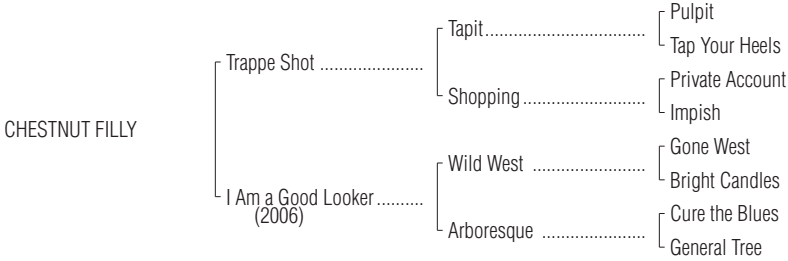 Pulpit
Tapit..................................
Tap Your Heels
Trappe Shot ......................
Private Account
Shopping..........................
Impish
CHESTNUT FILLY
Gone West
Wild West ........................
Bright Candles
I Am a Good Looker..........
(2006)
Cure the Blues
Arboresque ......................
General Tree